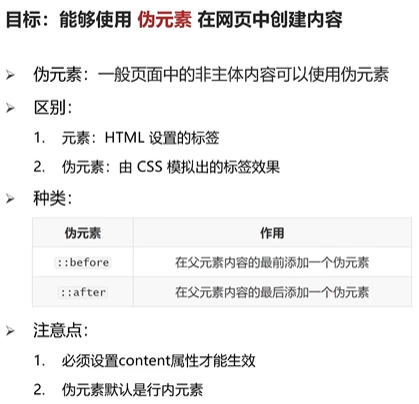 目标：能够使用 伪元素 在网页中创建内容
➢ 伪元素：一般页面中的非主体内容可以使用伪元素
➢ 区别：
1. 元素：HTML 设置的标签
2. 伪元素：由 CSS 模拟出的标签效果
➢ 种类：
伪元素 作用
::before 在父元素内容的最前添加一个伪元素
::after 在父元素内容的最后添加一个伪元素
➢ 注意点：
1. 必须设置content属性才能生效
2. 伪元素默认是行内元素